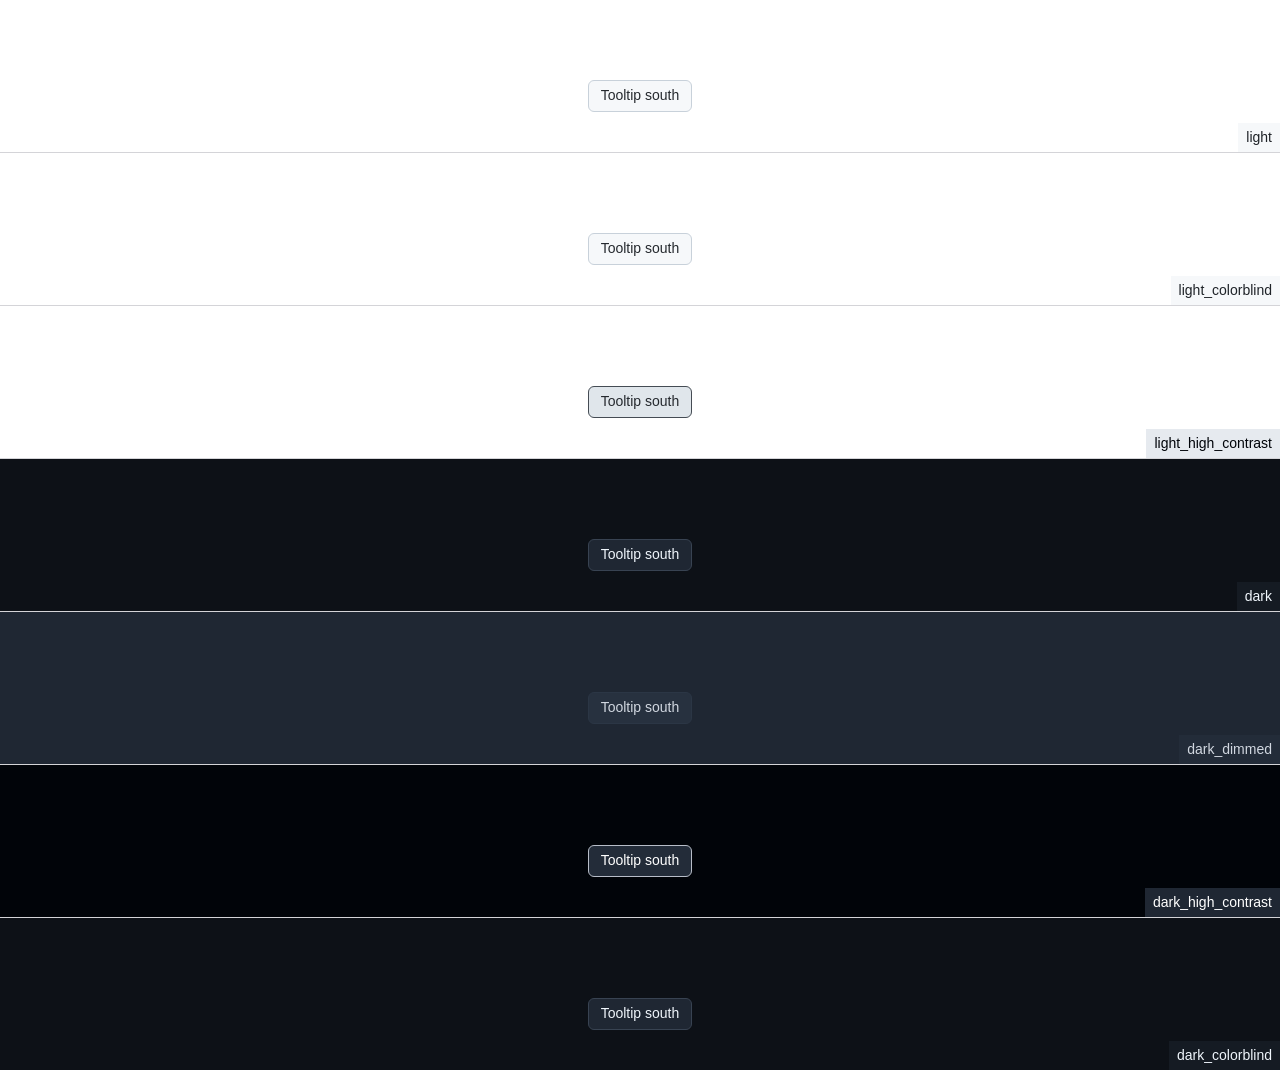 Tooltip south
light
Tooltip south
light_colorblind
Tooltip south
light_high_contrast
Tooltip south
dark
Tooltip south
dark_dimmed
Tooltip south
dark_high_contrast
Tooltip south
dark_colorblind